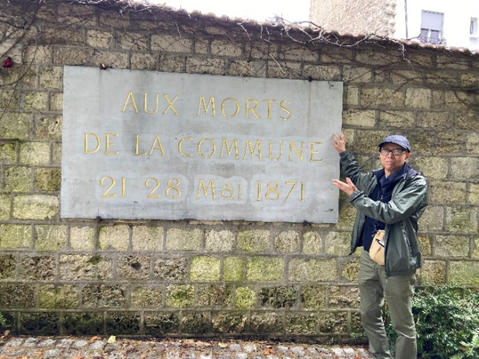 AUX MORTS
DE LA COMMUNE
21-28 Mai 1871